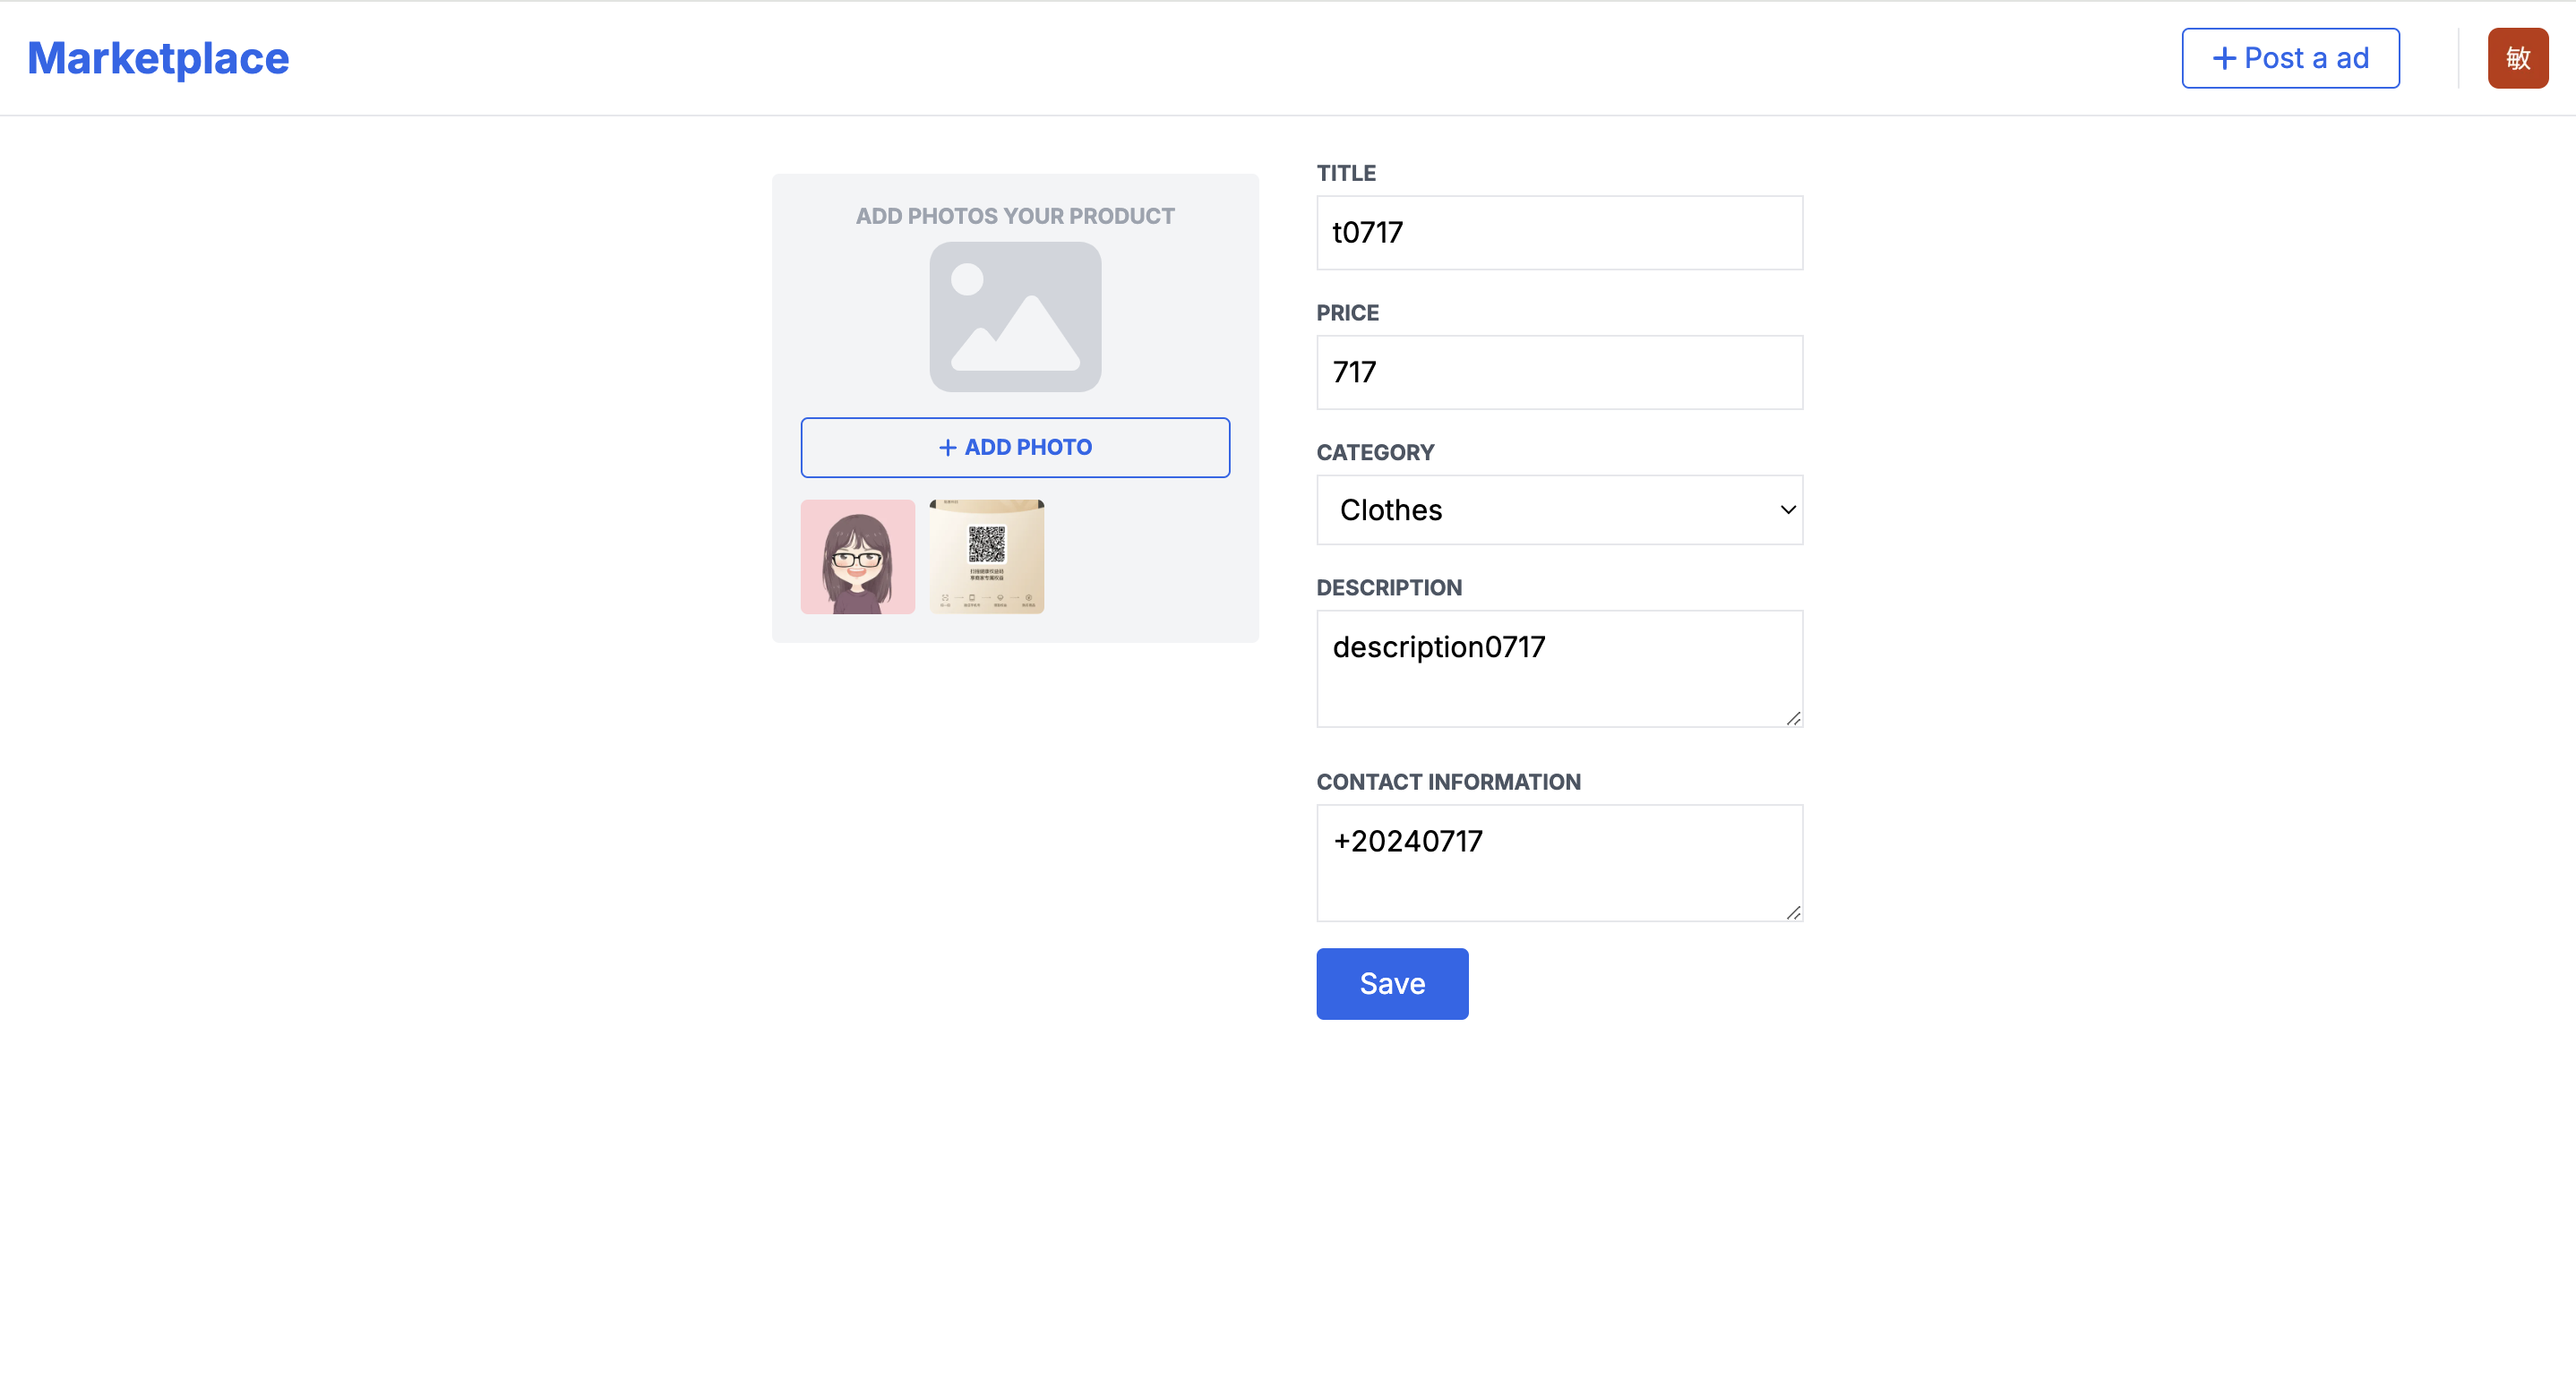 Marketplace
+ Post a ad
敏
ADD PHOTOS YOUR PRODUCT
+ ADD PHOTO
TITLE
t0717
PRICE
717
CATEGORY
Clothes
DESCRIPTION
description0717
CONTACT INFORMATION
+20240717
Save